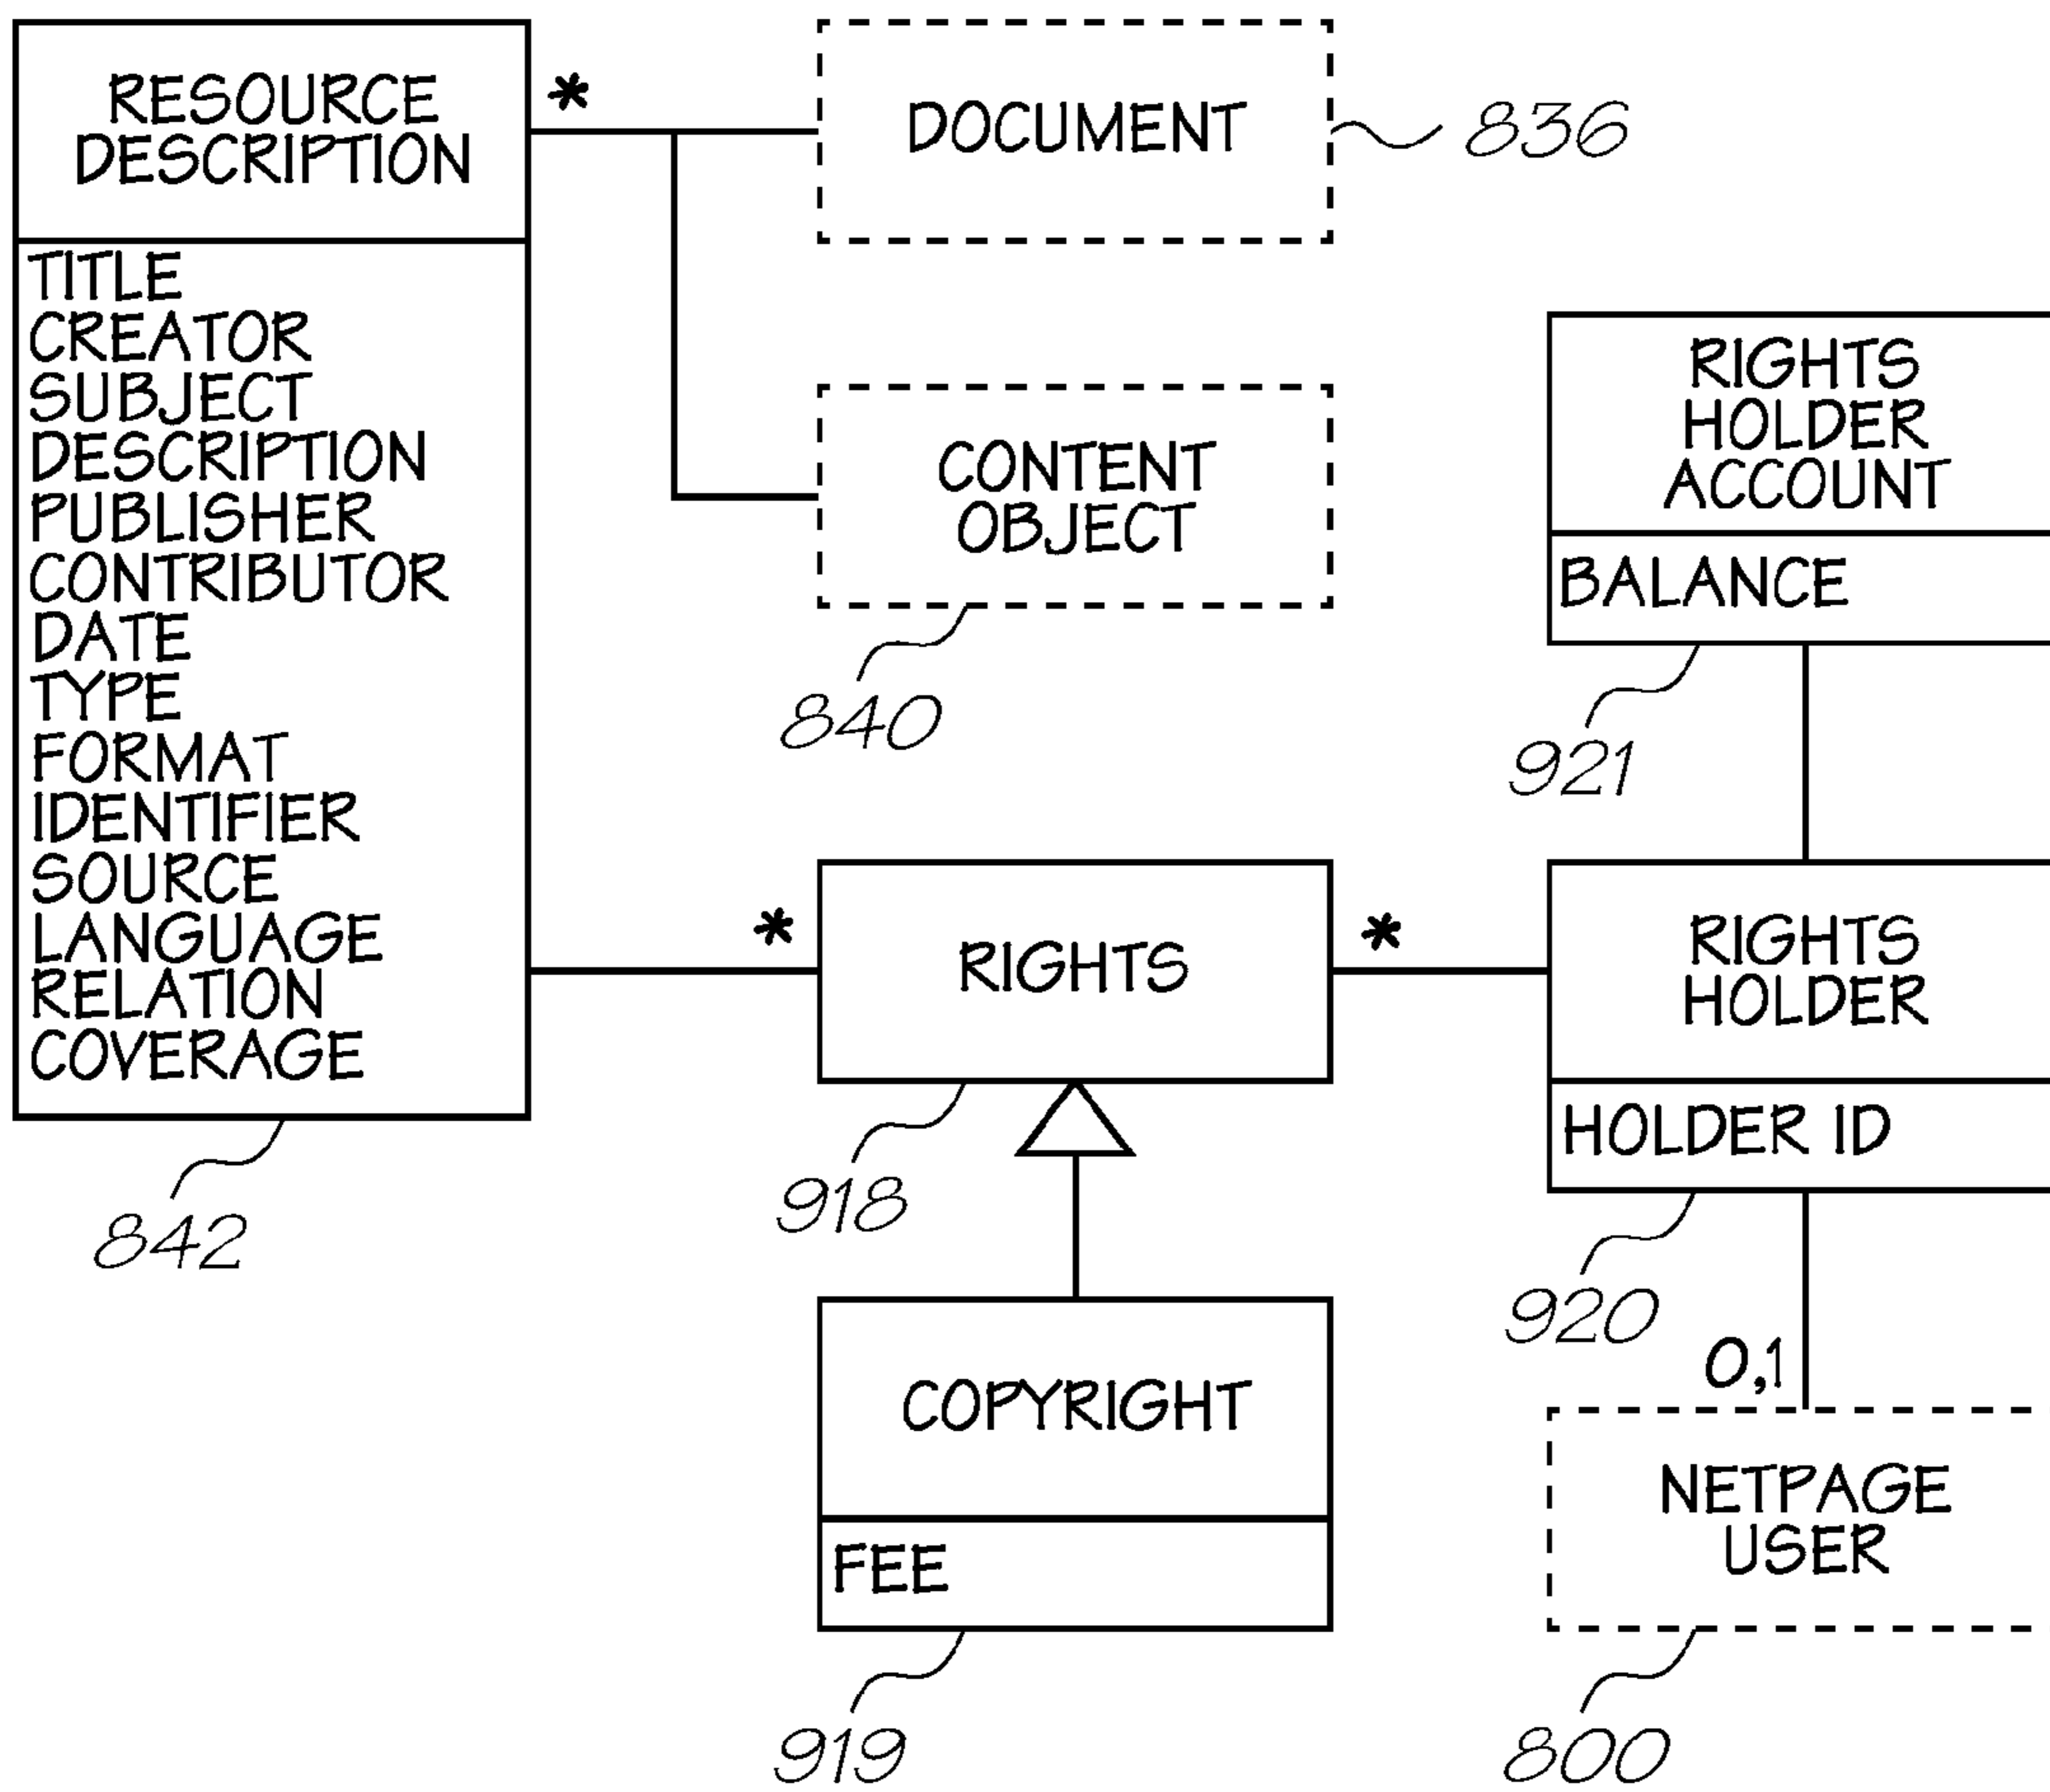 RESOURCE
DESCRIPTION
TITLE
CREATOR
SUBJECT
DESCRIPTION
PUBLISHER
CONTRIBUTOR
DATE
TYPE
FORMAT
IDENTIFIER
SOURCE
LANGUAGE
RELATION
COVERAGE
842
*
DOCUMENT
836
CONTENT
OBJECT
840
RIGHTS
HOLDER
ACCOUNT
BALANCE
921
*
RIGHTS
*
918
RIGHTS
HOLDER
HOLDER ID
920
COPYRIGHT
FEE
919
0,1
NETPAGE
USER
800